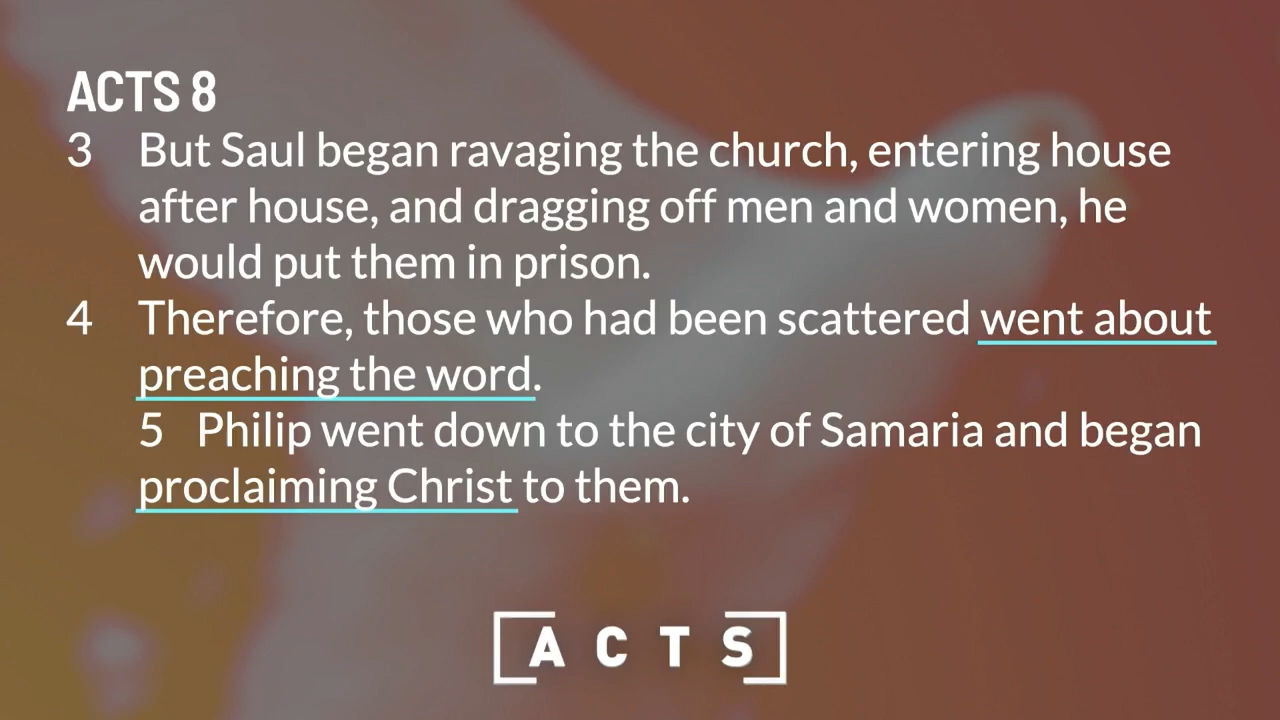 ACTS 8
3 But Saul began ravaging the church, entering house
after house, and dragging off men and women, he
would put them in prison.
4 Therefore, those who had been scattered went about
preaching the word.
5 Philip went down to the city of Samaria and began
proclaiming Christ to them.
ACTS